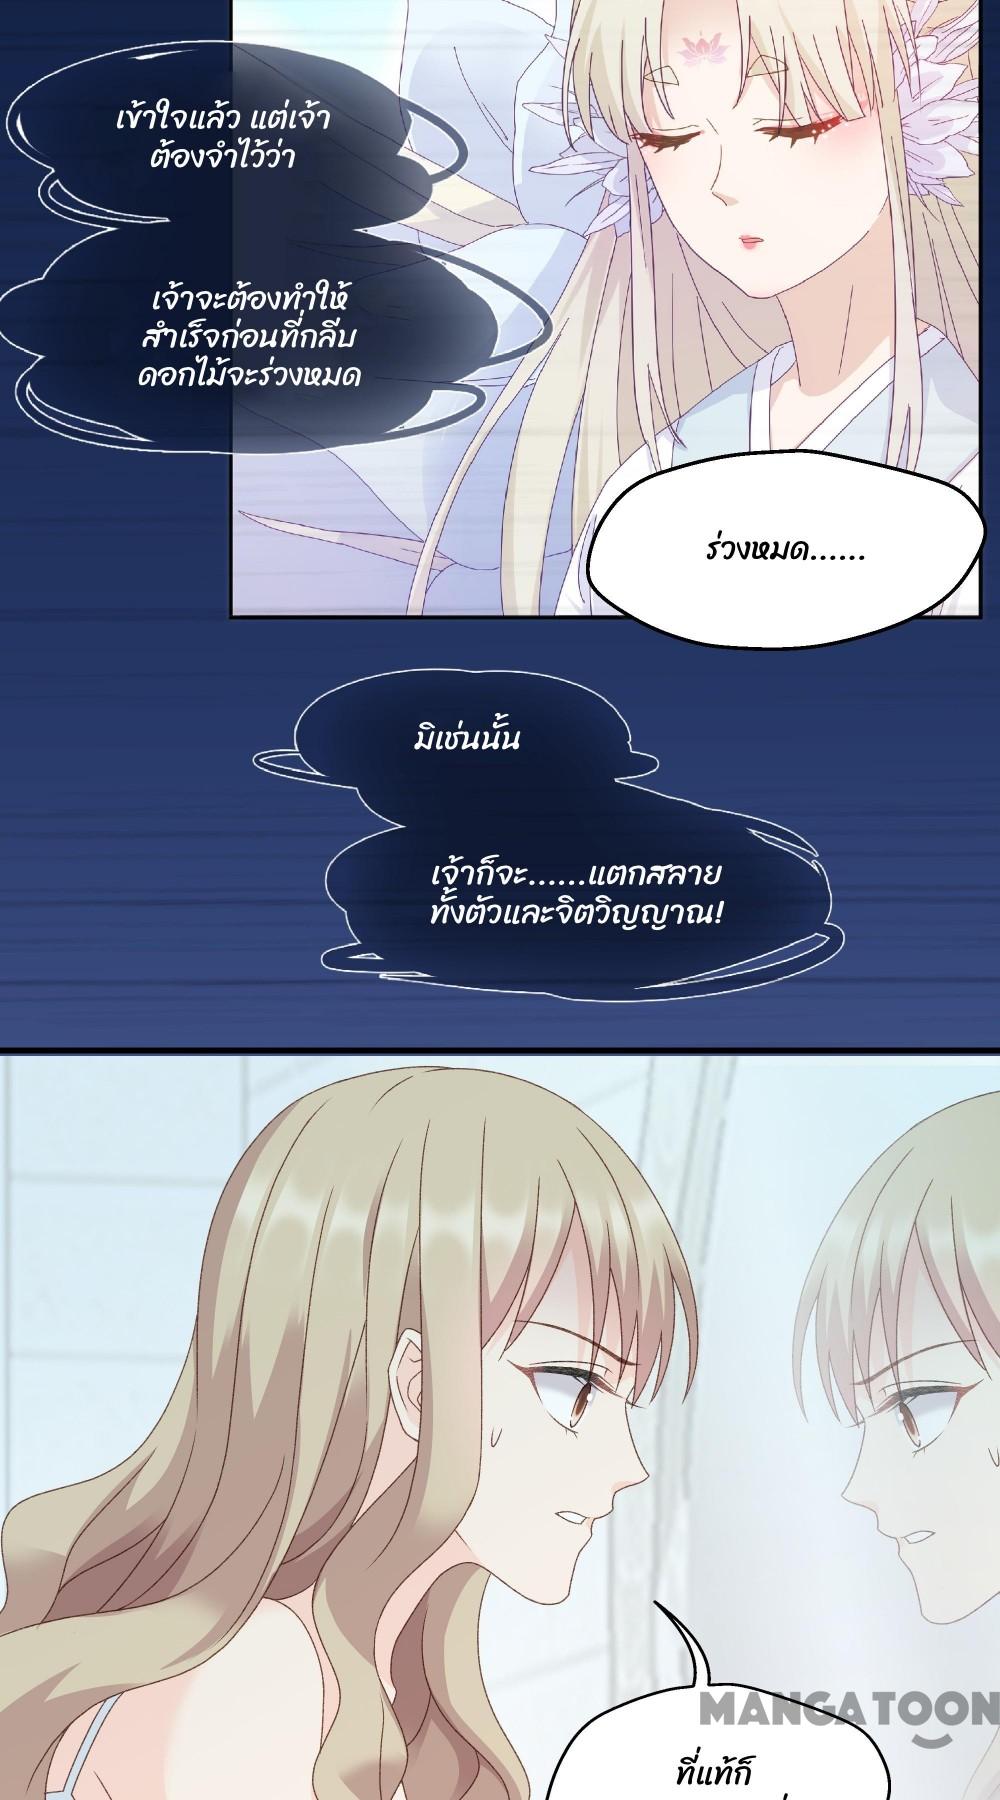 เข้าใจแล้ว แต่เจ้า
ต้องจำไว้ว่า
เจ้าจะต้องทำให้
สำเร็จก่อนที่กลีบ
ดอกไม้จะร่วงหมด
ร่วงหมด......
มิเช่นนั้น
เจ้าก็จะ......แตกสลาย
ทั้งตัวและจิตวิญญาณ!
MANGATOON
ที่แท้ก็